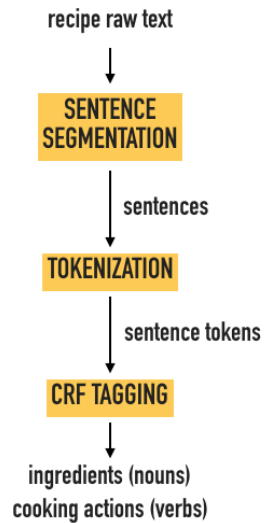 recipe raw text
SENTENCE
SEGMENTATION
sentences
TOKENIZATION
sentence tokens
CRF TAGGING
ingredients (nouns)
cooking actions (verbs)